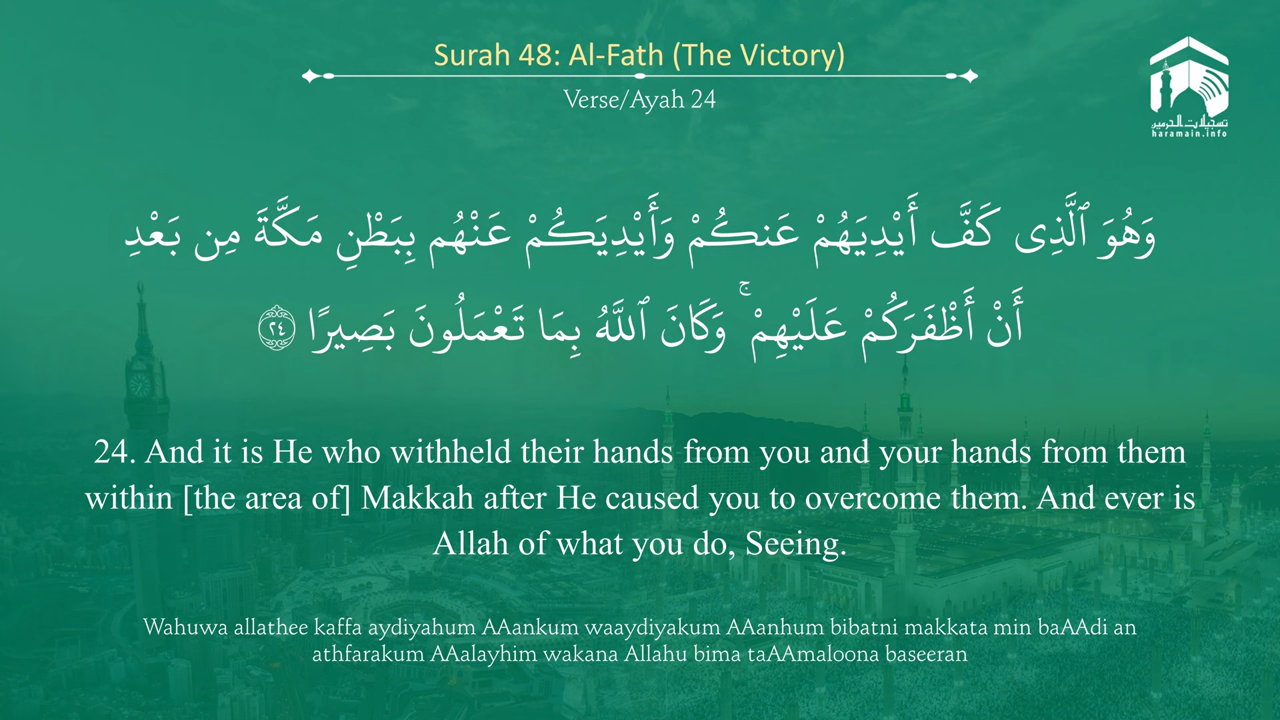 Surah 48: Al-Fath (The Victory)
Verse/Ayah 24
تسجيلات الحرمين
haramain.info
وَهُوَ ٱلَّذِى كَفَّ أَيْدِيَهُمْ عَنكُمْ وَأَيْدِيَكُمْ عَنْهُم بِبَطْنِ مَكَّةَ مِن بَعْدِ
أَنْ أَظْفَرَكُمْ عَلَيْهِمْ ۚ وَكَانَ ٱللَّهُ بِمَا تَعْمَلُونَ بَصِيرًا ٢٤
24. And it is He who withheld their hands from you and your hands from them
within [the area of] Makkah after He caused you to overcome them. And ever is
Allah of what you do, Seeing.
Wahuwa allathee kaffa aydiyahum AAankum waaydiyakum AAanhum bibatni makkata min baAAdi an
athfarakum AAalayhim wakana Allahu bima taAAmaloona baseeran